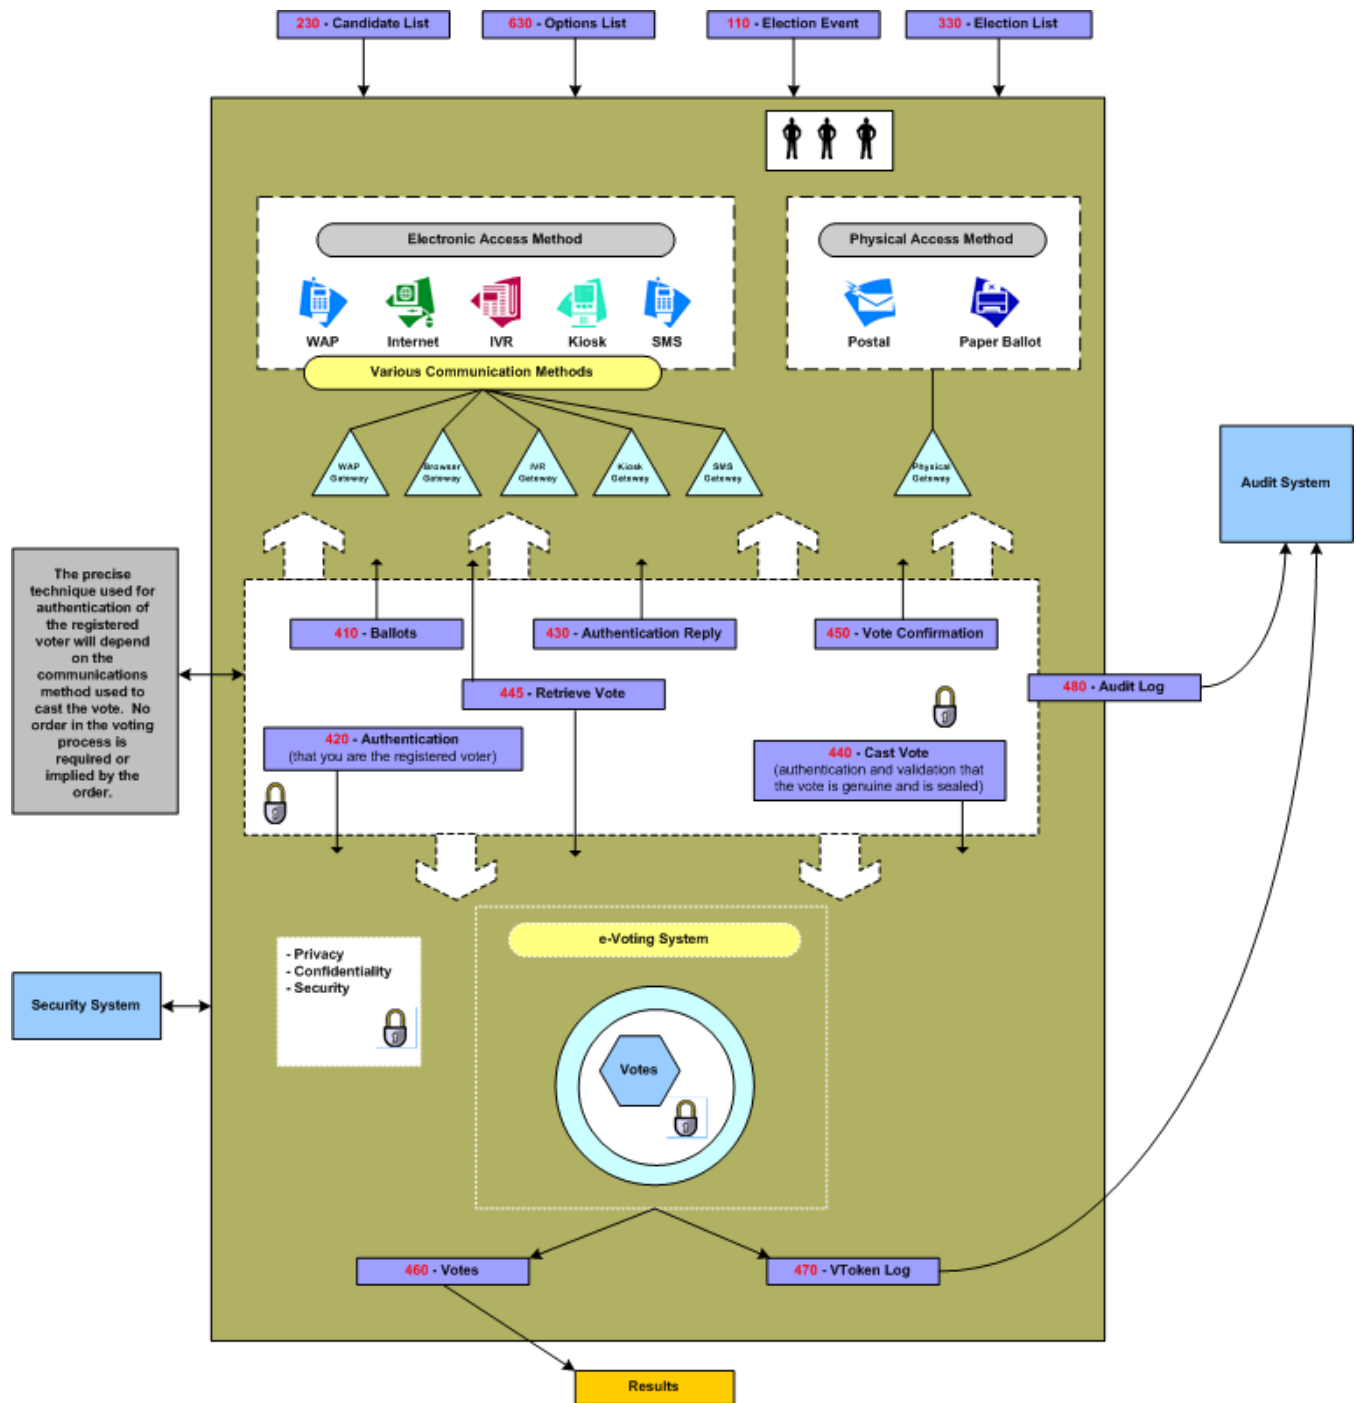 230 - Candidate List
630 - Options List
110 - Election Event
330 - Election List
Electronic Access Method
Physical Access Method
WAP
Internet
IVR
Kiosk
SMS
Postal
Paper Ballot
Various Communication Methods
WAP
Gateway
Browser
Gateway
IVR
Gateway
Kiosk
Gateway
SMS
Gateway
Physical
Gateway
Audit System
The precise
technique used for
authentication of
the registered
voter will depend
on the
communications
method used to
cast the vote. No
order in the voting
process is
required or
implied by the
order.
410 - Ballots
430 - Authentication Reply
450 - Vote Confirmation
445 - Retrieve Vote
480 - Audit Log
420 - Authentication
(that you are the registered voter)
440 - Cast Vote
(authentication and validation that
the vote is genuine and is sealed)
- Privacy
- Confidentiality
- Security
e-Voting System
Security System
Votes
460 - Votes
470 - VToken Log
Results